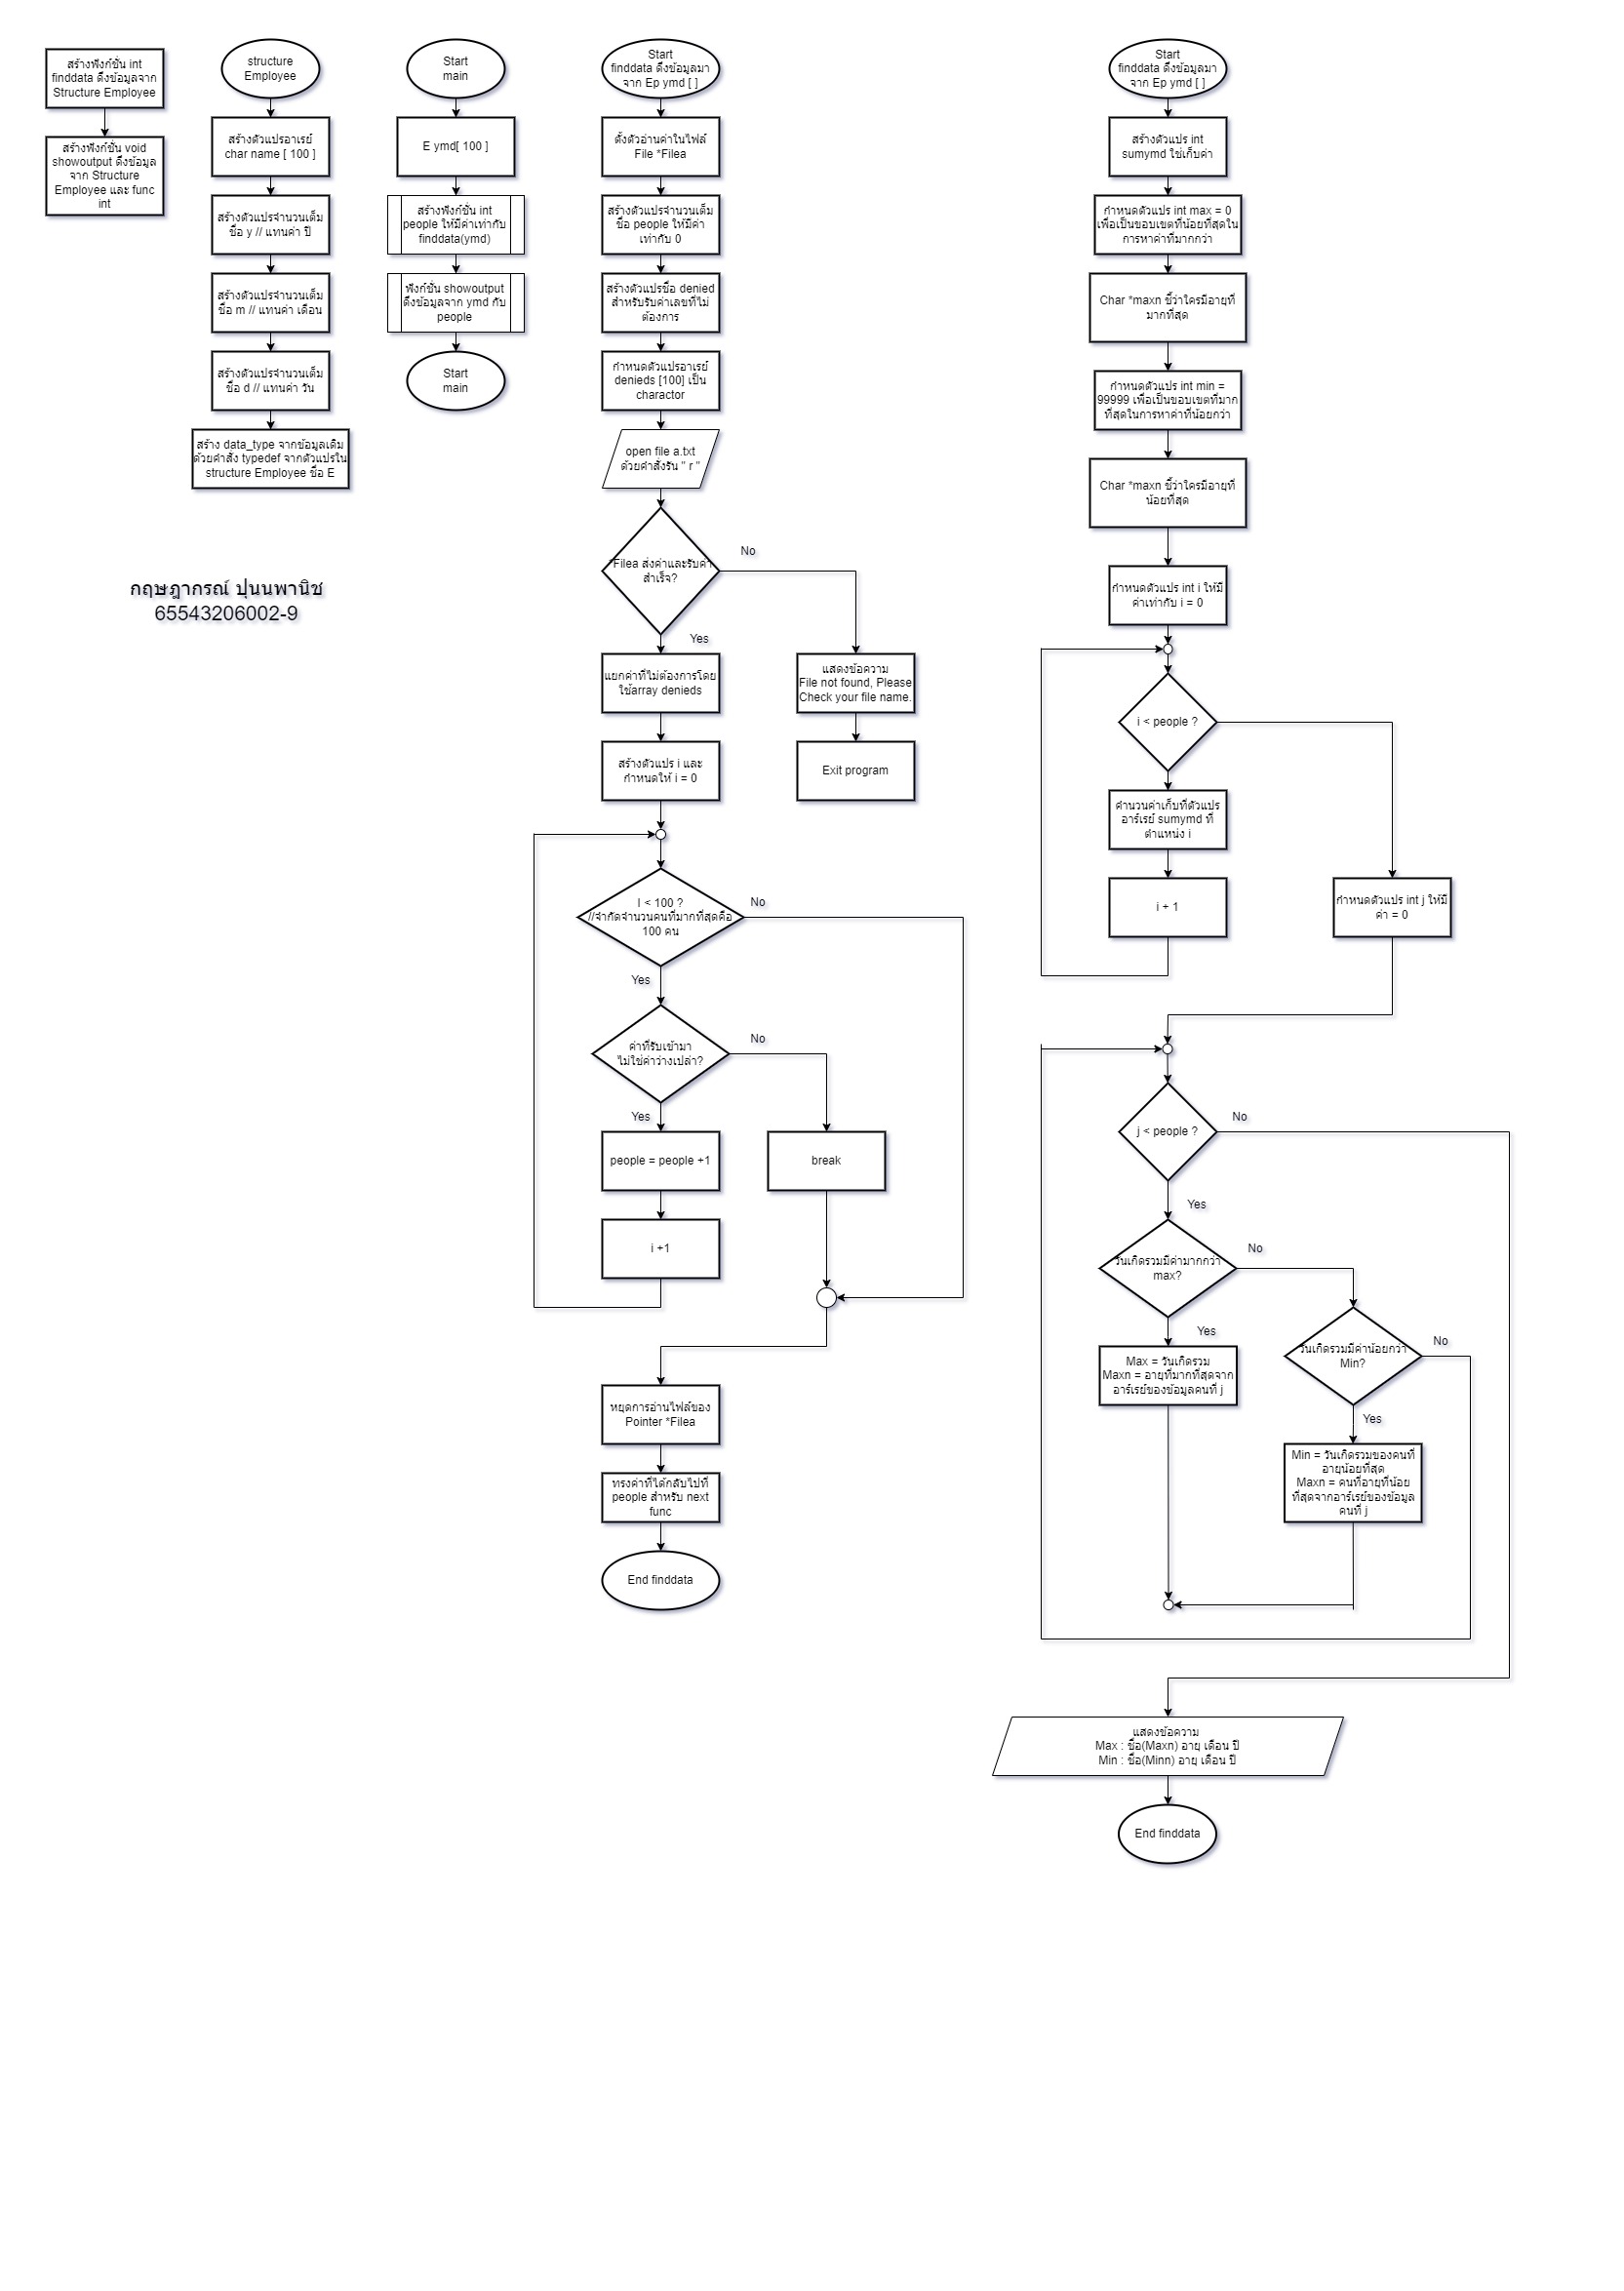 สร้างฟังก์ชั่น int
finddata ดึงข้อมูลจาก
Structure Employee
สร้างฟังก์ชั่น void
showoutput ดึงข้อมูล
จาก Structure
Employee และ func
int
structure
Employee
สร้างตัวแปรอาเรย์
char name [ 100 ]
สร้างตัวแปรจำนวนเต็ม
ชื่อ y // แทนค่า ปี
สร้างตัวแปรจำนวนเต็ม
ชื่อ m // แทนค่า เดือน
สร้างตัวแปรจำนวนเต็ม
ชื่อ d // แทนค่า วัน
สร้าง data_type จากข้อมูลเดิม
ด้วยคำสั่ง typedef จากตัวแปรใน
structure Employee ชื่อ E
กฤษฎากรณ์ ปุนนพานิช
65543206002-9
Start
main
E ymd[ 100 ]
สร้างฟังก์ชั่น int
people ให้มีค่าเท่ากับ
finddata(ymd)
ฟังก์ชั่น showoutput
ดึงข้อมูลจาก ymd กับ
people
Start
main
Start
finddata ดึงข้อมูลมา
จาก Ep ymd [ ]
ตั้งตัวอ่านค่าในไฟล์
File *Filea
สร้างตัวแปรจำนวนเต็ม
ชื่อ people ให้มีค่า
เท่ากับ 0
สร้างตัวแปรชื่อ denied
สำหรับรับค่าเลขที่ไม่
ต้องการ
กำหนดตัวแปรอาเรย์
denieds [100] เป็น
charactor
open file a.txt
ด้วยคำสั่งรัน " r "
*Filea ส่งค่าและรับค่า
สำเร็จ?
No
Yes
แยกค่าที่ไม่ต้องการโดย
ใช้array denieds
แสดงข้อความ
File not found, Please
Check your file name.
สร้างตัวแปร i และ
กำหนดให้ i = 0
Exit program
I < 100 ?
//จำกัดจำนวนคนที่มากที่สุดคือ
100 คน
No
Yes
ค่าที่รับเข้ามา
ไม่ใช่ค่าว่างเปล่า?
No
Yes
people = people +1
break
i +1
หยุดการอ่านไฟล์ของ
Pointer *Filea
ทรงค่าที่ได้กลับไปที่
people สำหรับ next
func
End finddata
Start
finddata ดึงข้อมูลมา
จาก Ep ymd [ ]
สร้างตัวแปร int
sumymd ใช่เก็บค่า
กำหนดตัวแปร int max = 0
เพื่อเป็นขอบเขตที่น้อยที่สุดใน
การหาค่าที่มากกว่า
Char *maxn ชี้ว่าใครมีอายุที่
มากที่สุด
กำหนดตัวแปร int min =
99999 เพื่อเป็นขอบเขตที่มาก
ที่สุดในการหาค่าที่น้อยกว่า
Char *maxn ชี้ว่าใครมีอายุที่
น้อยที่สุด
กำหนดตัวแปร int i ให้มี
ค่าเท่ากับ i = 0
i < people ?
คำนวนค่าเก็บที่ตัวแปร
อาร์เรย์ sumymd ที่
ตำแหน่ง i
i + 1
กำหนดตัวแปร int j ให้มี
ค่า = 0
j < people ?
No
Yes
วันเกิดรวมมีค่ามากกว่า
max?
No
Yes
Max = วันเกิดรวม
Maxn = อายุที่มากที่สุดจาก
อาร์เรย์ของข้อมูลคนที่ j
วันเกิดรวมมีค่าน้อยกว่า
Min?
No
Yes
Min = วันเกิดรวมของคนที่
อายุน้อยที่สุด
Maxn = คนที่อายุที่น้อย
ที่สุดจากอาร์เรย์ของข้อมูล
คนที่ j
แสดงข้อความ
Max : ชื่อ(Maxn) อายุ เดือน ปี
Min : ชื่อ(Minn) อายุ เดือน ปี
End finddata